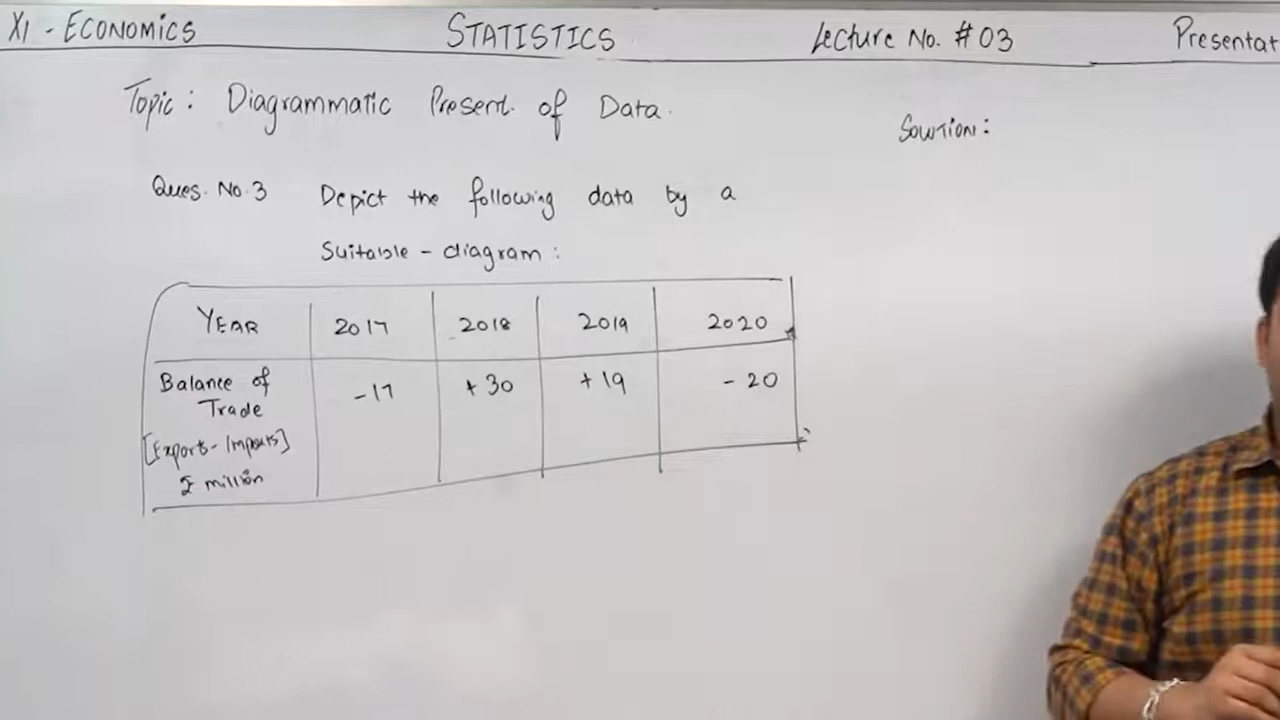 XI - ECONOMICS STATISTICS Lecture No. #03 Presentat
Topic: Diagrammatic Present. of Data.
Solution:
Ques. No.3 Depict the following data by a
Suitable - diagram:
YEAR 2017 2018 2019 2020
Balance of Trade -17 +30 +19 -20
[Exports - Imports]
million